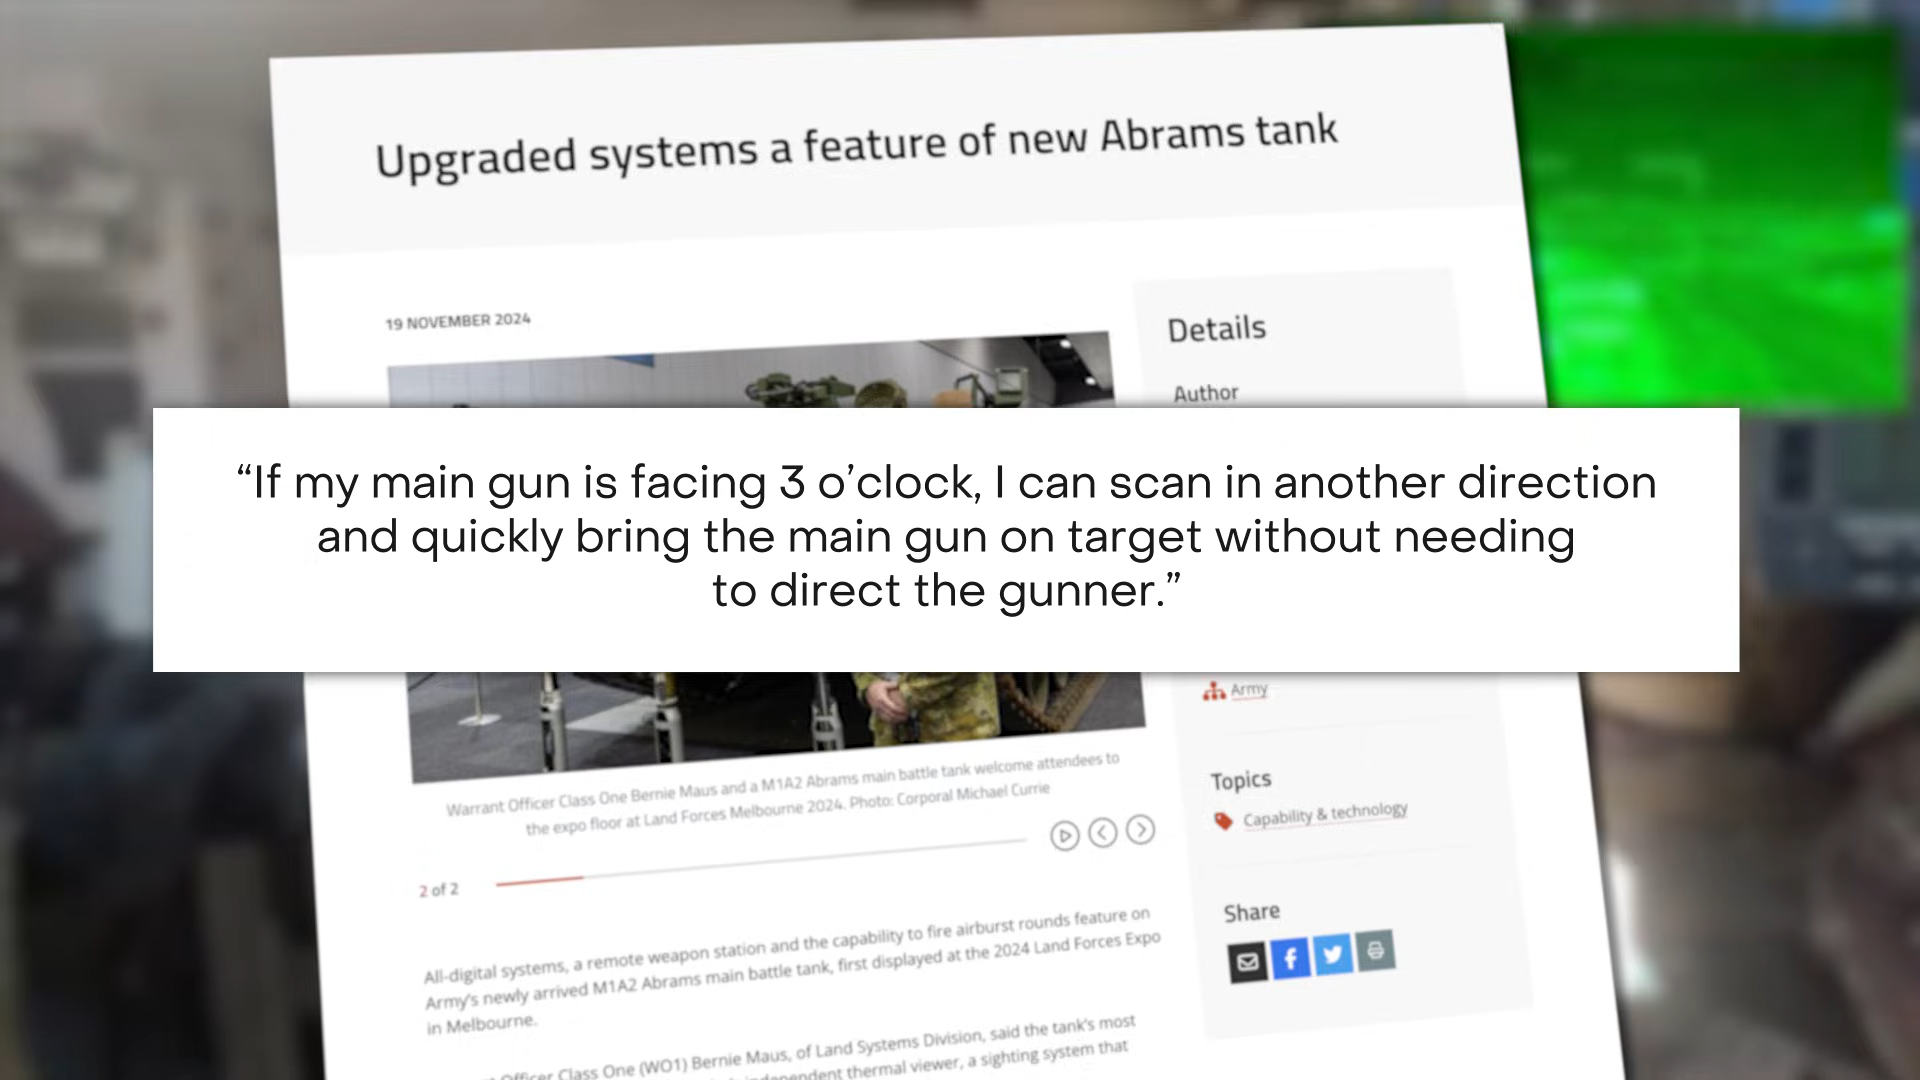 Upgraded systems a feature of new Abrams tank
19 NOVEMBER 2024
Details
Author
“If my main gun is facing 3 o’clock, I can scan in another direction
and quickly bring the main gun on target without needing
to direct the gunner.”
Army
Warrant Officer Class One Bernie Maus and a M1A2 Abrams main battle tank welcome attendees to
the expo floor at Land Forces Melbourne 2024. Photo: Corporal Michael Currie
2 of 2
Topics
Capability & technology
Share
All-digital systems, a remote weapon station and the capability to fire airburst rounds feature on
Army’s newly arrived M1A2 Abrams main battle tank, first displayed at the 2024 Land Forces Expo
in Melbourne.
Officer Class One (WO1) Bernie Maus, of Land Systems Division, said the tank’s most
independent thermal viewer, a sighting system that